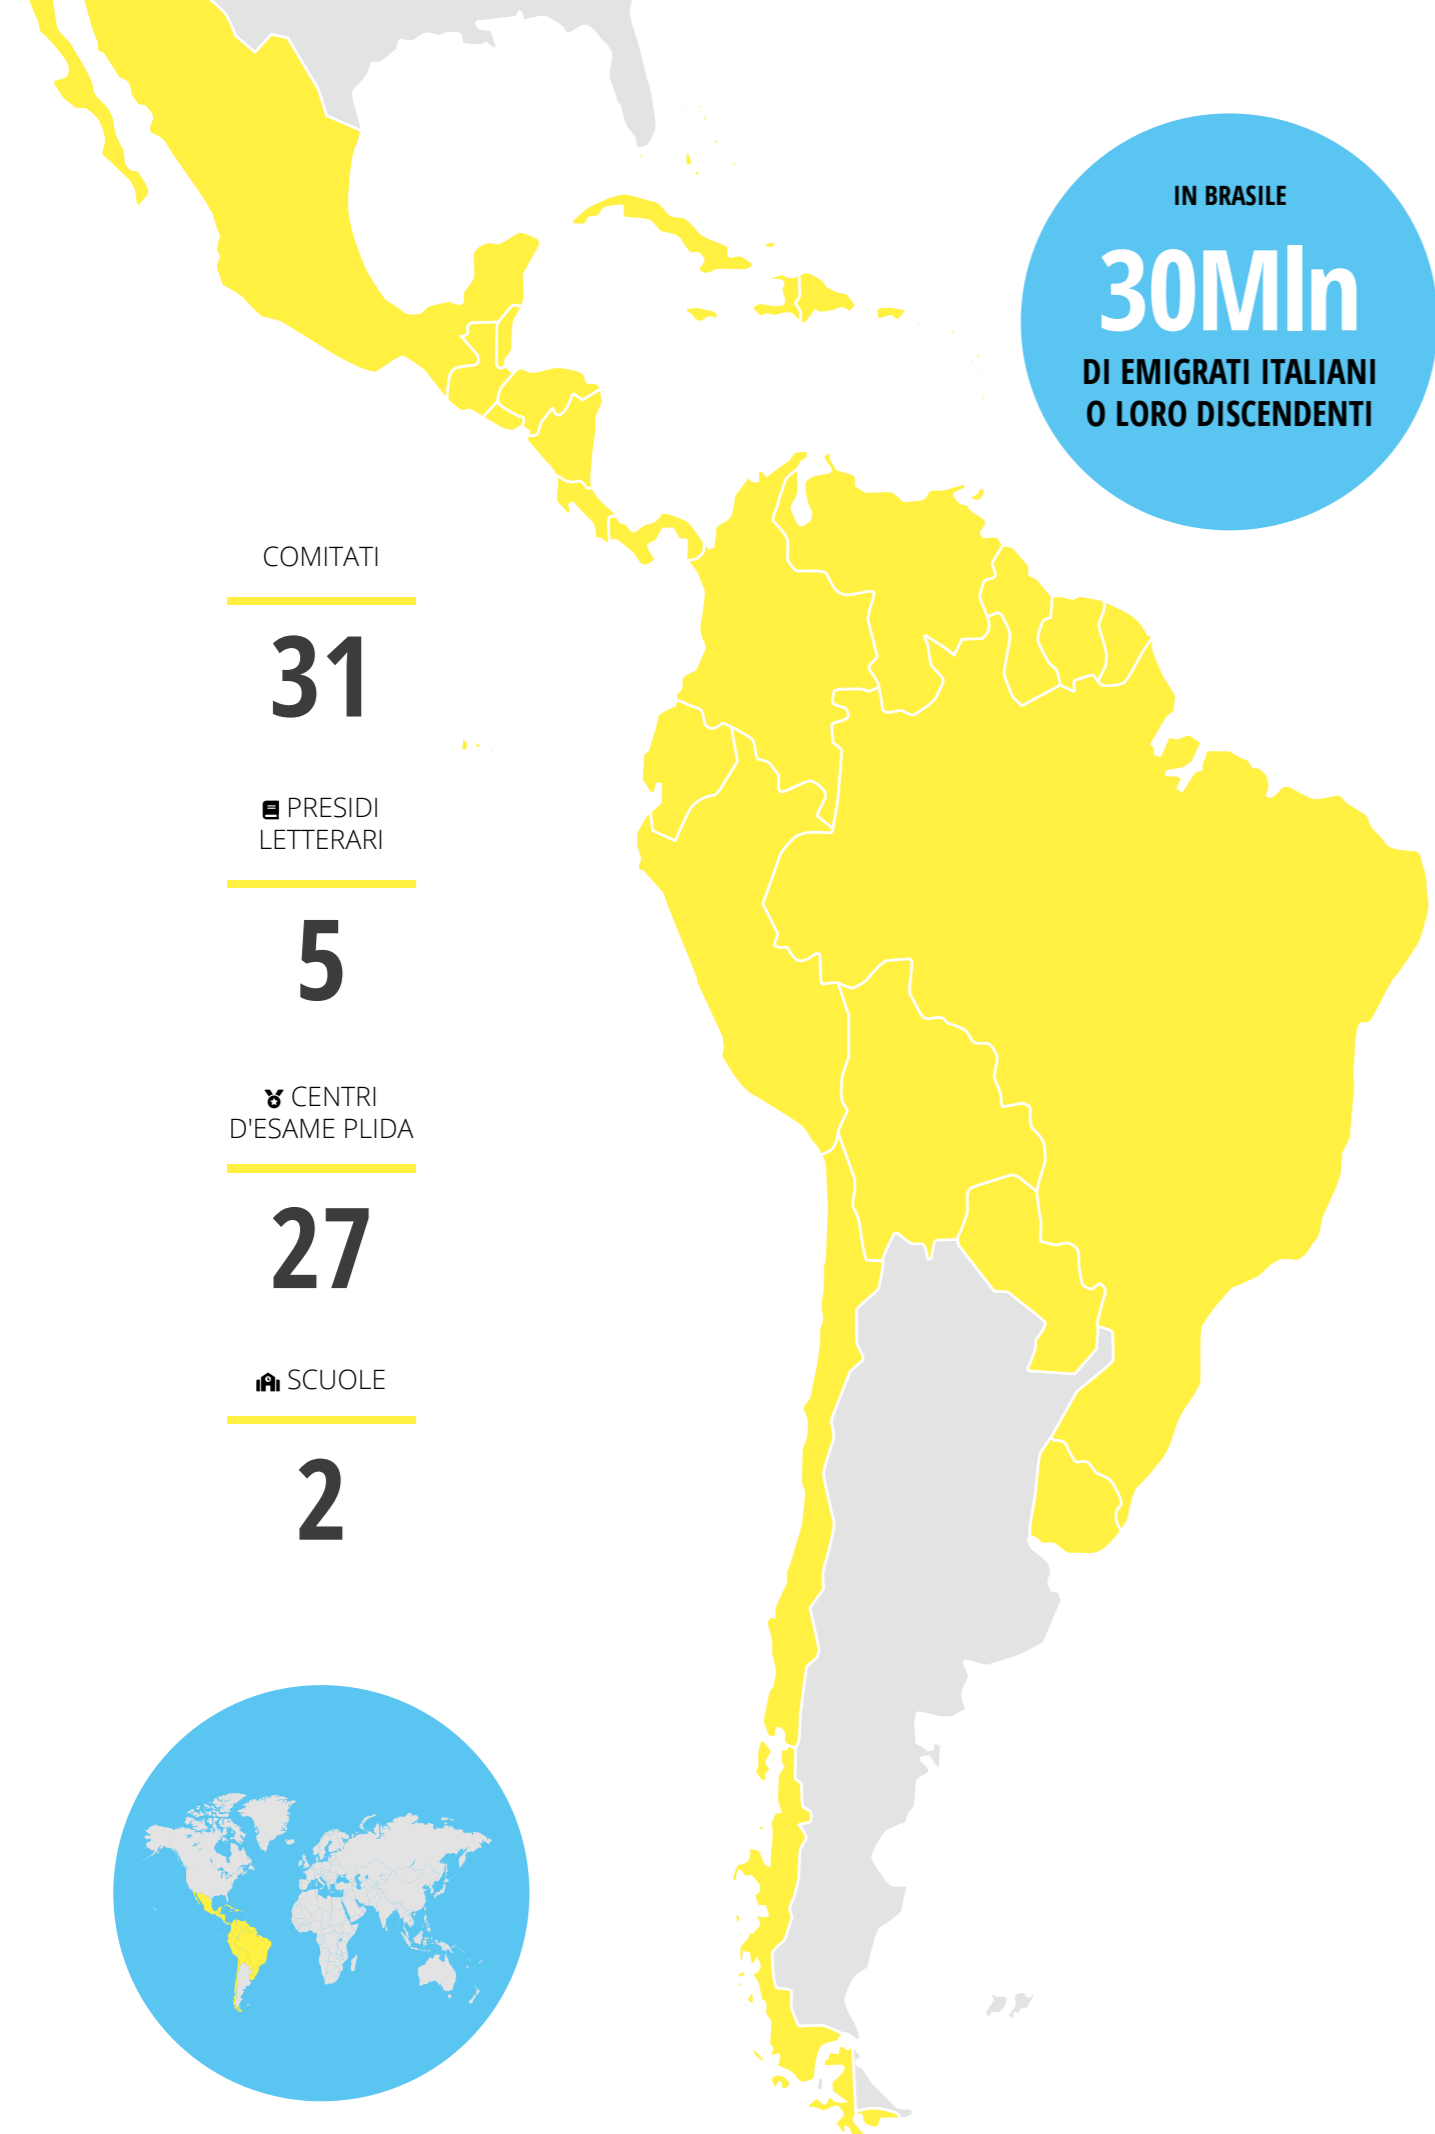 IN BRASILE
30Mln
DI EMIGRATI ITALIANI
O LORO DISCENDENTI
COMITATI
31
PRESIDI
LETTERARI
5
CENTRI
D'ESAME PLIDA
27
SCUOLE
2